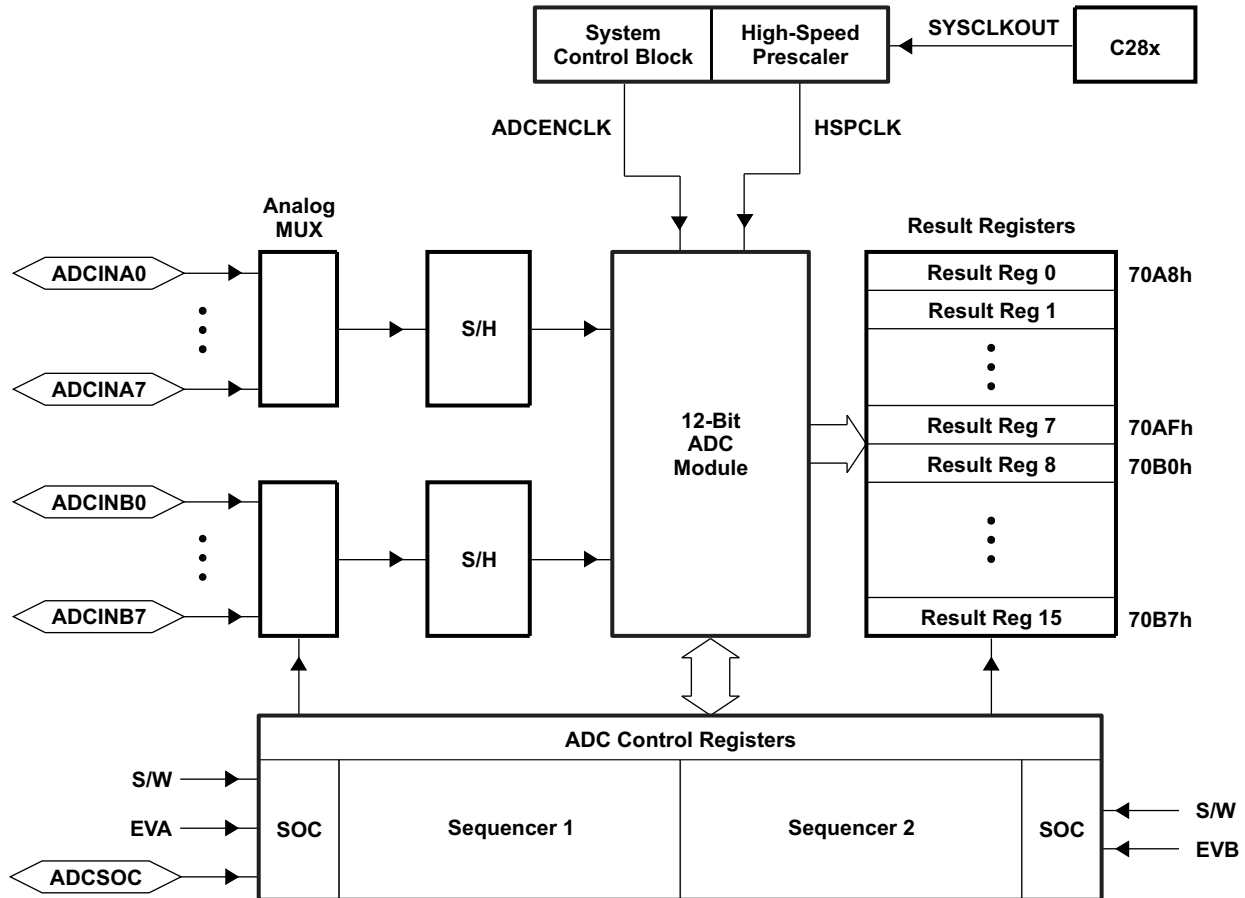 System
Control Block
High-Speed
Prescaler
SYSCLKOUT
C28x
ADCENCLK
HSPCLK
Analog
MUX
Result Registers
ADCINA0
S/H
Result Reg 0
70A8h
Result Reg 1
ADCINA7
12-Bit
ADC
Module
Result Reg 7
70AFh
Result Reg 8
70B0h
ADCINB0
S/H
ADCINB7
Result Reg 15
70B7h
ADC Control Registers
S/W
EVA
ADCSOC
SOC
Sequencer 1
Sequencer 2
SOC
S/W
EVB